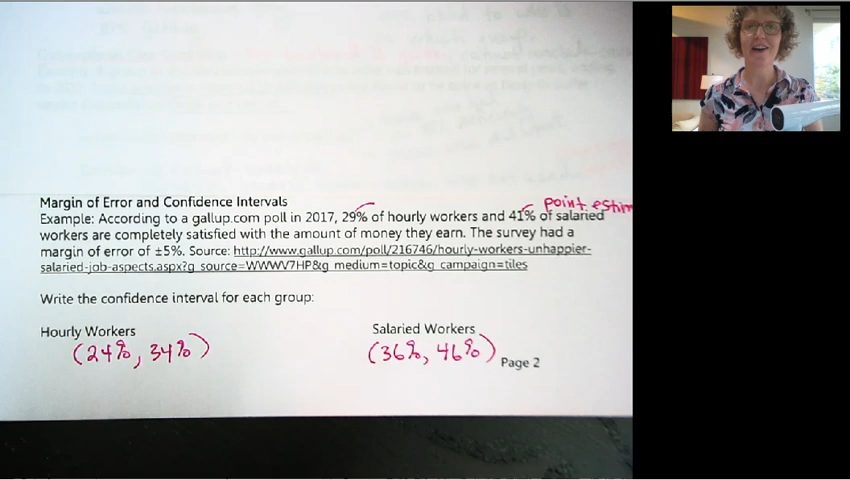 point estim
Margin of Error and Confidence Intervals
Example: According to a gallup.com poll in 2017, 29% of hourly workers and 41% of salaried
workers are completely satisfied with the amount of money they earn. The survey had a
margin of error of ±5%. Source: http://www.gallup.com/poll/216746/hourly-workers-unhappier-
salaried-job-aspects.aspx?g_source=WWWV7HP&g_medium=topic&g_campaign=tiles
Write the confidence interval for each group:
Hourly Workers
(24%, 34%)
Salaried Workers
(36%, 46%)
Page 2